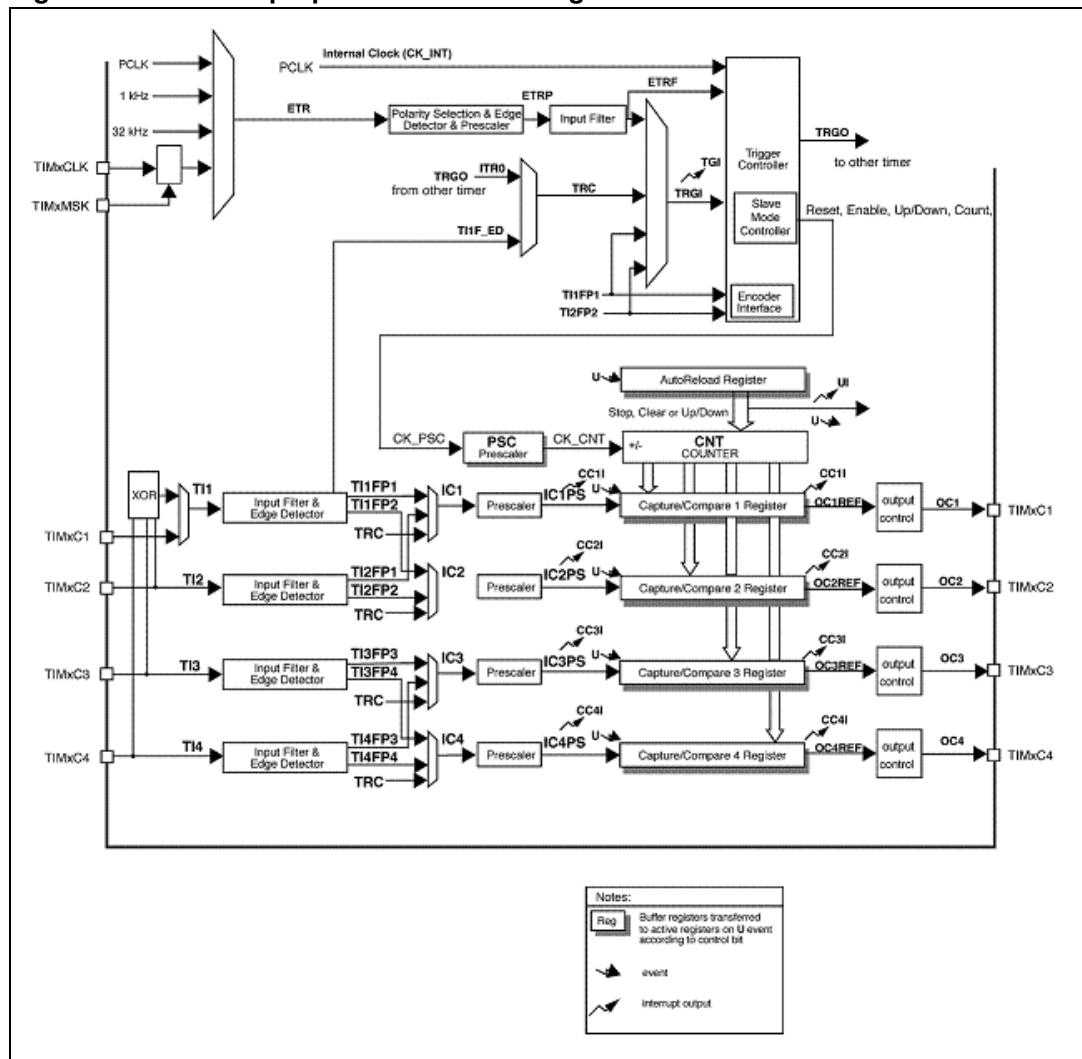 PCLK
1 kHz
32 kHz
TIMxCLK
TIMxMSK
Internal Clock (CK_INT)
PCLK
ETR
Polarity Selection & Edge
Detector & Prescaler
ETRP
Input Filter
ETRF
TRGO
from other timer
ITR0
TRC
TI1F_ED
TGI
TRGI
TI1FP1
TI2FP2
Trigger
Controller
Slave
Mode
Controller
Encoder
Interface
TRGO
to other timer
Reset, Enable, Up/Down, Count,
U
AutoReload Register
UI
Stop, Clear or Up/Down
U
CK_PSC
PSC
Prescaler
CK_CNT
+/-
CNT
COUNTER
XOR
TI1
Input Filter &
Edge Detector
TI1FP1
TI1FP2
TRC
IC1
Prescaler
IC1PS
CC1I
U
Capture/Compare 1 Register
CC1I
OC1REF
output
control
OC1
TIMxC1
TIMxC1
TIMxC2
TI2
Input Filter &
Edge Detector
TI2FP1
TI2FP2
TRC
IC2
Prescaler
IC2PS
CC2I
U
Capture/Compare 2 Register
CC2I
OC2REF
output
control
OC2
TIMxC2
TIMxC3
TI3
Input Filter &
Edge Detector
TI3FP3
TI3FP4
TRC
IC3
Prescaler
IC3PS
CC3I
U
Capture/Compare 3 Register
CC3I
OC3REF
output
control
OC3
TIMxC3
TIMxC4
TI4
Input Filter &
Edge Detector
TI4FP3
TI4FP4
TRC
IC4
Prescaler
IC4PS
CC4I
U
Capture/Compare 4 Register
CC4I
OC4REF
output
control
OC4
TIMxC4
Notes:
Reg
Buffer registers transferred
to active registers on U event
according to control bit
event
interrupt output